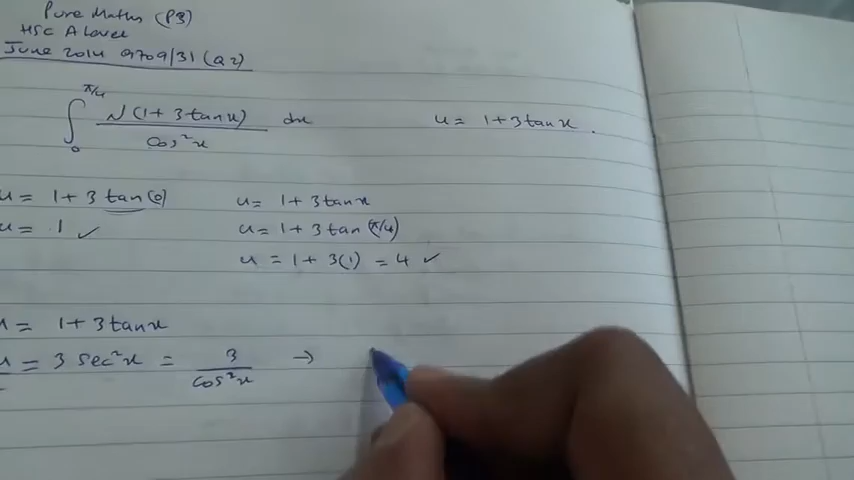 Pure Maths (P3)
HSC A Level
June 2014 9709/31 (Q2)
∫₀^π/4 √(1+3tanx) / cos²x dx u = 1+3tanx.
u = 1+3 tan(0) u = 1+3tanx
u = 1 ✓ u = 1+3 tan(π/4)
u = 1+3(1) = 4 ✓
u = 1+3tanx
u = 3 sec²x = 3 / cos²x →